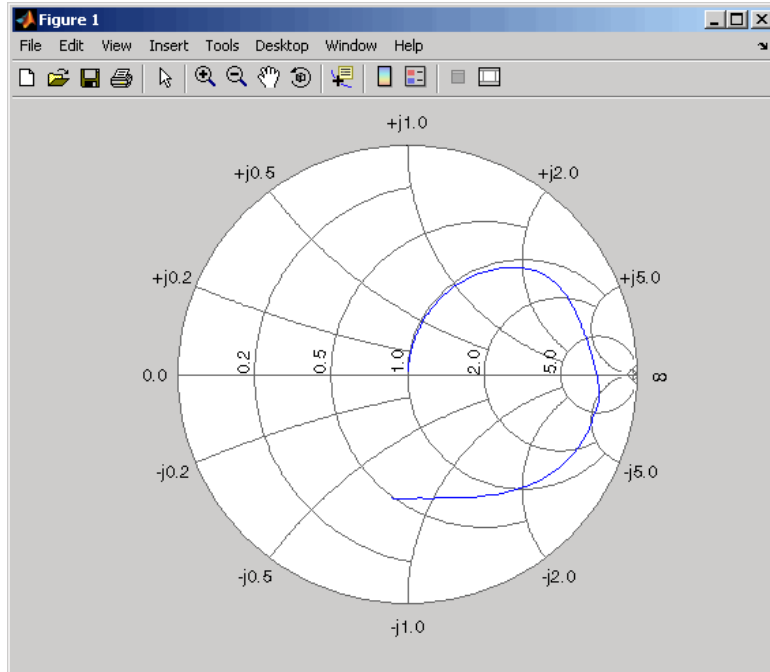 Figure 1
File Edit View Insert Tools Desktop Window Help
+j1.0
+j0.5
+j2.0
+j0.2
+j5.0
0.0
0.2
0.5
1.0
2.0
5.0
∞
-j0.2
-j5.0
-j0.5
-j2.0
-j1.0